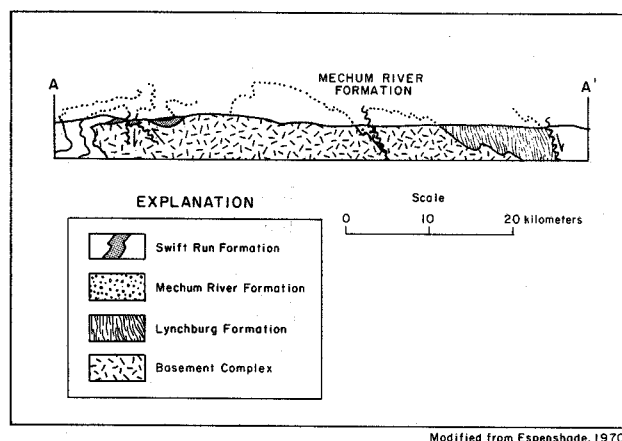 MECHUM RIVER
FORMATION
A
A'
EXPLANATION
Swift Run Formation
Mechum River Formation
Lynchburg Formation
Basement Complex
Scale
0 10 20 kilometers
Modified from Espenshade, 1970